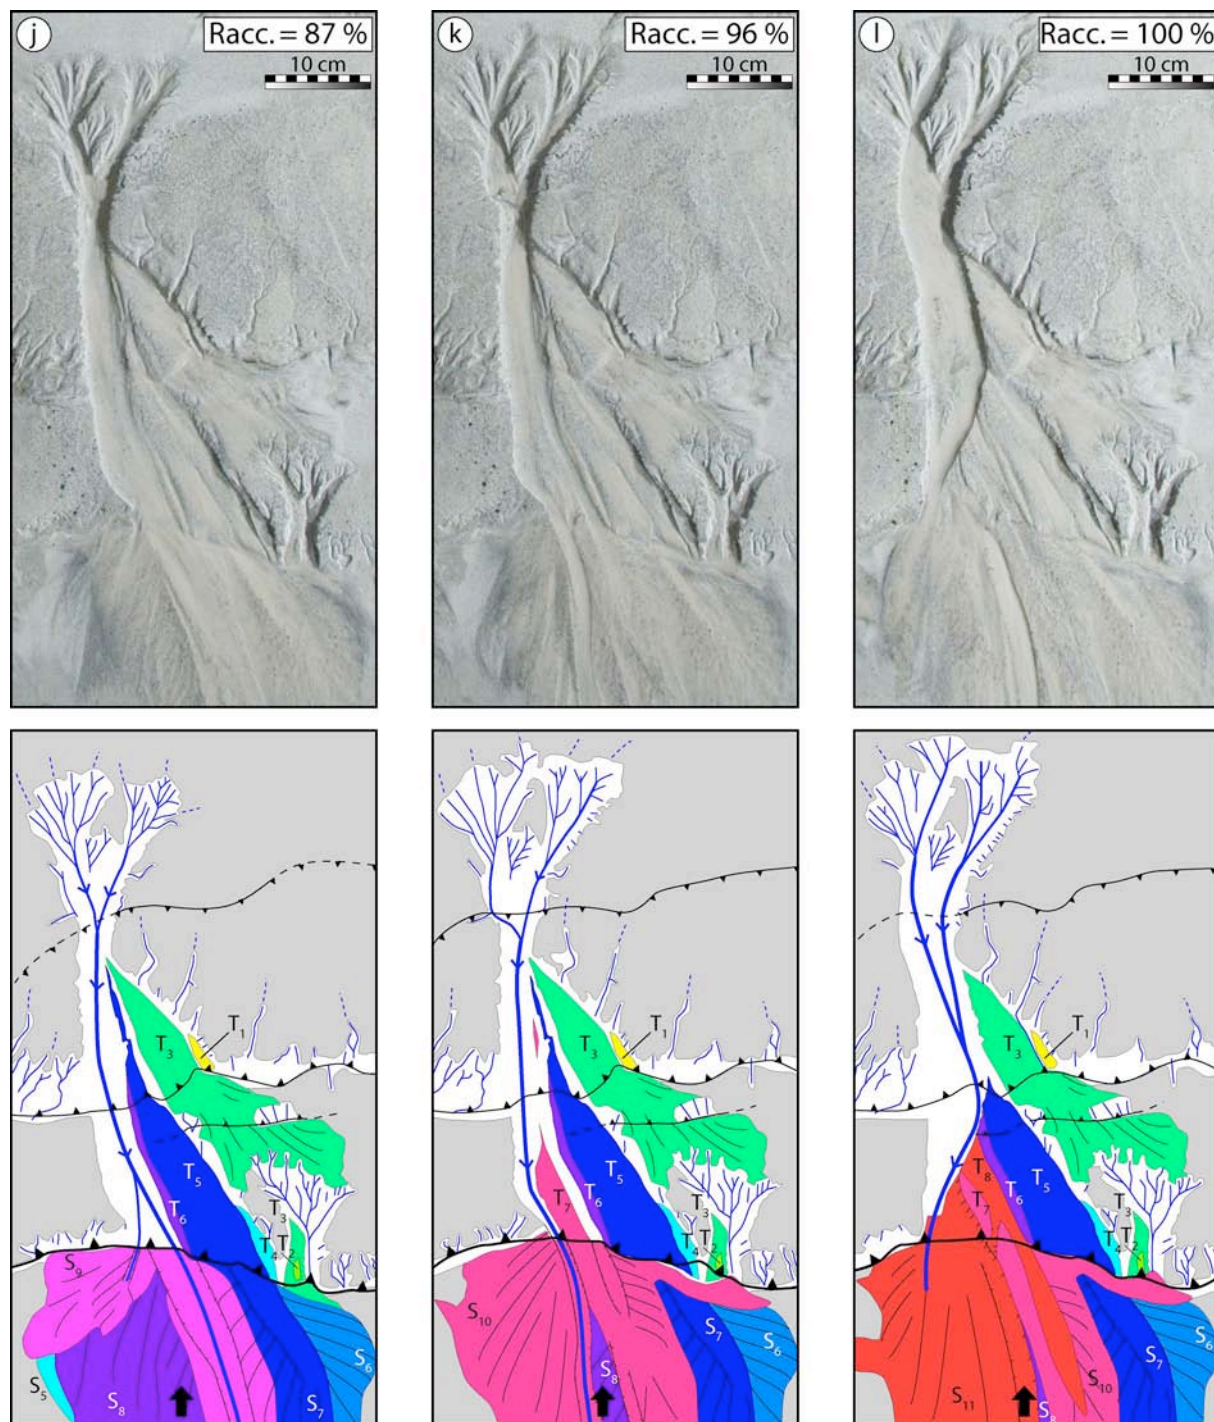 j Racc. = 87 %
10 cm
k Racc. = 96 %
10 cm
l Racc. = 100 %
10 cm
T₁
T₃
T₅
T₆
T₃
T₄ T₂
S₉
S₅
S₈
S₇
S₆
T₁
T₃
T₅
T₆
T₇
T₃
T₄ T₂
S₁₀
S₈
S₇
S₆
T₁
T₃
T₈
T₇
T₆
T₅
T₃
T₄ T₂
S₁₁
S₈
S₁₀
S₇
S₆